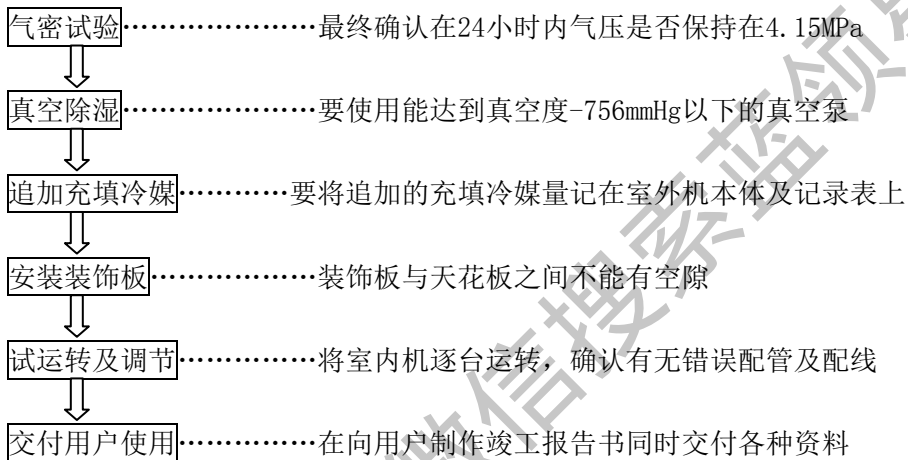 气密试验…………………最终确认在24小时内气压是否保持在4.15MPa
真空除湿…………………要使用能达到真空度-756mmHg以下的真空泵
追加充填冷媒…………要将追加的充填冷媒量记在室外机本体及记录表上
安装装饰板………………装饰板与天花板之间不能有空隙
试运转及调节……………将室内机逐台运转，确认有无错误配管及配线
交付用户使用……………在向用户制作竣工报告书同时交付各种资料
微信搜索蓝领